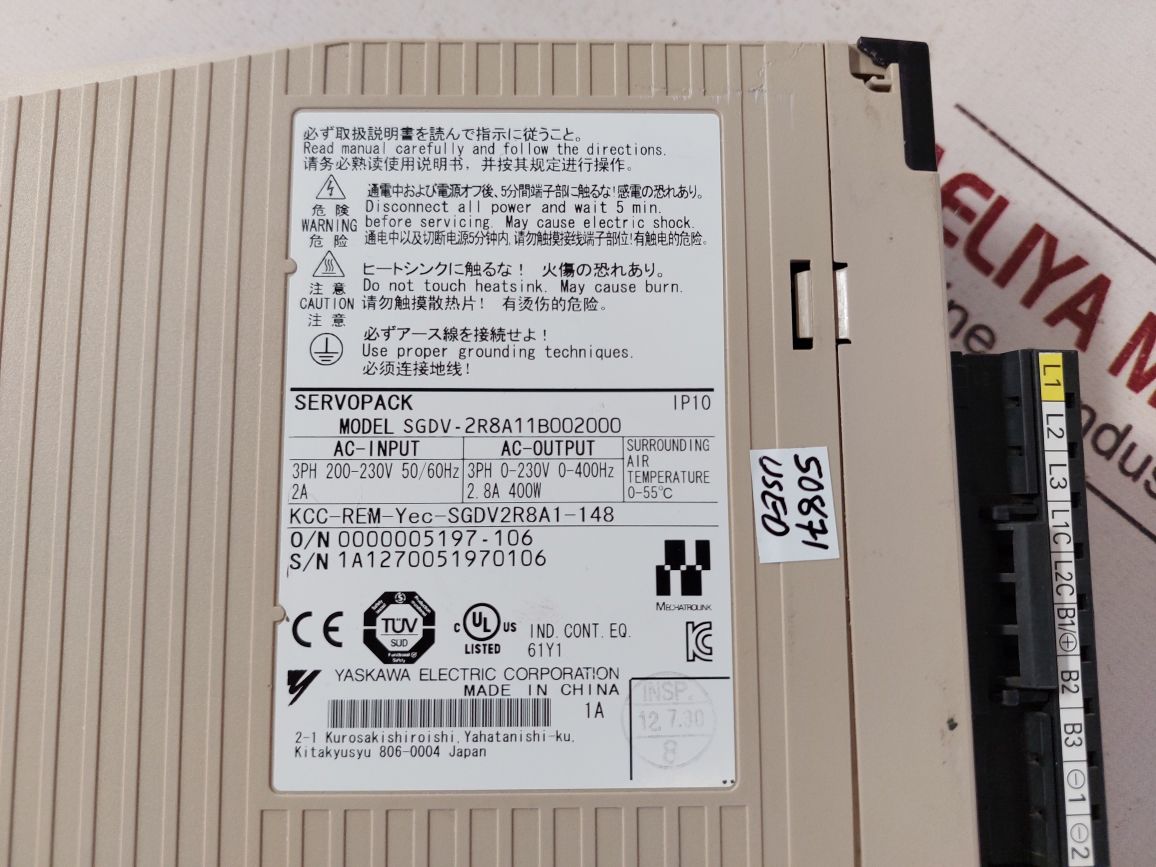 必ず取扱説明書を読んで指示に従うこと。
Read manual carefully and follow the directions.
请务必熟读使用说明书, 并按其规定进行操作。
危 険
WARNING
危 险
通電中および電源オフ後、5分間端子部に触るな!感電の恐れあり。
Disconnect all power and wait 5 min.
before servicing. May cause electric shock.
通电中以及切断电源5分钟内,请勿触摸接线端子部位!有触电的危险。
注 意
CAUTION
注 意
ヒートシンクに触るな! 火傷の恐れあり。
Do not touch heatsink. May cause burn.
请勿触摸散热片! 有烫伤的危险。
必ずアース線を接続せよ!
Use proper grounding techniques.
必须连接地线!
SERVOPACK IP10
MODEL SGDV-2R8A11B002000
AC-INPUT
3PH 200-230V 50/60Hz
2A
AC-OUTPUT
3PH 0-230V 0-400Hz
2.8A 400W
SURROUNDING
AIR
TEMPERATURE
0-55℃
KCC-REM-Yec-SGDV2R8A1-148
O/N 0000005197-106
S/N 1A1270051970106
MECHATROLINK
CE
TÜV
SÜD
Functional
Safety
C UL US
LISTED
IND. CONT. EQ.
61Y1
YASKAWA ELECTRIC CORPORATION
MADE IN CHINA
1A
2-1 Kurosakishiroishi, Yahatanishi-ku,
Kitakyusyu 806-0004 Japan
INSP.
12.7.30
8
50871
USED
L1
L2
L3
L1C
L2C
B1/⊕
B2
B3
⊖1
⊖2
ELIYA M
ine
ndus